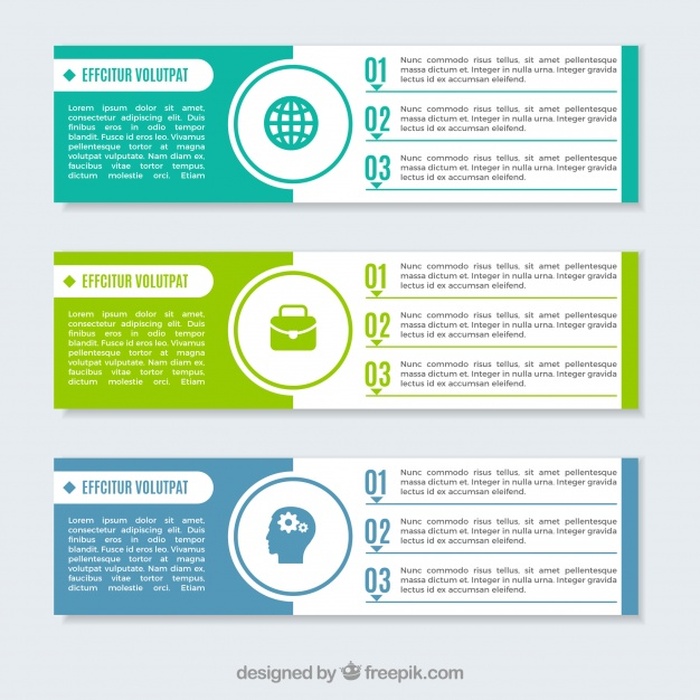 EFFCITUR VOLUTPAT
Lorem ipsum dolor sit amet,
consectetur adipiscing elit. Duis
finibus eros in odio tempor
blandit. Fusce id eros leo. Vivamus
volutpat vulputate. Nam diam ex,
faucibus vitae tortor tempus,
dictum molestie orci. Etiam
01
Nunc commodo risus tellus, sit amet pellentesque
massa dictum et. Integer in nulla urna. Integer gravida
lectus id ex accumsan eleifend.
02
Nunc commodo risus tellus, sit amet pellentesque
massa dictum et. Integer in nulla urna. Integer gravida
lectus id ex accumsan eleifend.
03
Nunc commodo risus tellus, sit amet pellentesque
massa dictum et. Integer in nulla urna. Integer gravida
lectus id ex accumsan eleifend.
EFFCITUR VOLUTPAT
Lorem ipsum dolor sit amet,
consectetur adipiscing elit. Duis
finibus eros in odio tempor
blandit. Fusce id eros leo. Vivamus
volutpat vulputate. Nam diam ex,
faucibus vitae tortor tempus,
dictum molestie orci. Etiam
01
Nunc commodo risus tellus, sit amet pellentesque
massa dictum et. Integer in nulla urna. Integer gravida
lectus id ex accumsan eleifend.
02
Nunc commodo risus tellus, sit amet pellentesque
massa dictum et. Integer in nulla urna. Integer gravida
lectus id ex accumsan eleifend.
03
Nunc commodo risus tellus, sit amet pellentesque
massa dictum et. Integer in nulla urna. Integer gravida
lectus id ex accumsan eleifend.
EFFCITUR VOLUTPAT
Lorem ipsum dolor sit amet,
consectetur adipiscing elit. Duis
finibus eros in odio tempor
blandit. Fusce id eros leo. Vivamus
volutpat vulputate. Nam diam ex,
faucibus vitae tortor tempus,
dictum molestie orci. Etiam
01
Nunc commodo risus tellus, sit amet pellentesque
massa dictum et. Integer in nulla urna. Integer gravida
lectus id ex accumsan eleifend.
02
Nunc commodo risus tellus, sit amet pellentesque
massa dictum et. Integer in nulla urna. Integer gravida
lectus id ex accumsan eleifend.
03
Nunc commodo risus tellus, sit amet pellentesque
massa dictum et. Integer in nulla urna. Integer gravida
lectus id ex accumsan eleifend.
designed by freepik.com